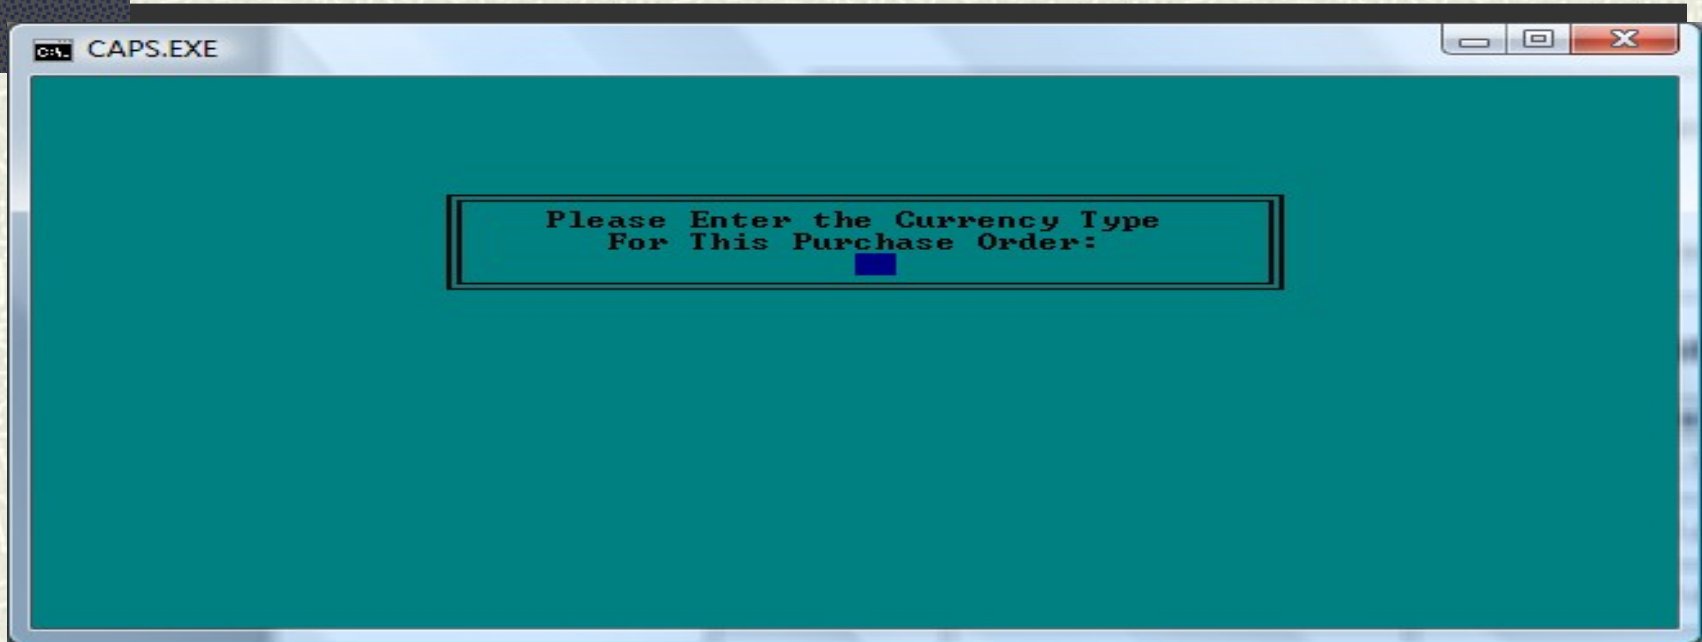 CAPS.EXE
Please Enter the Currency Type
For This Purchase Order: